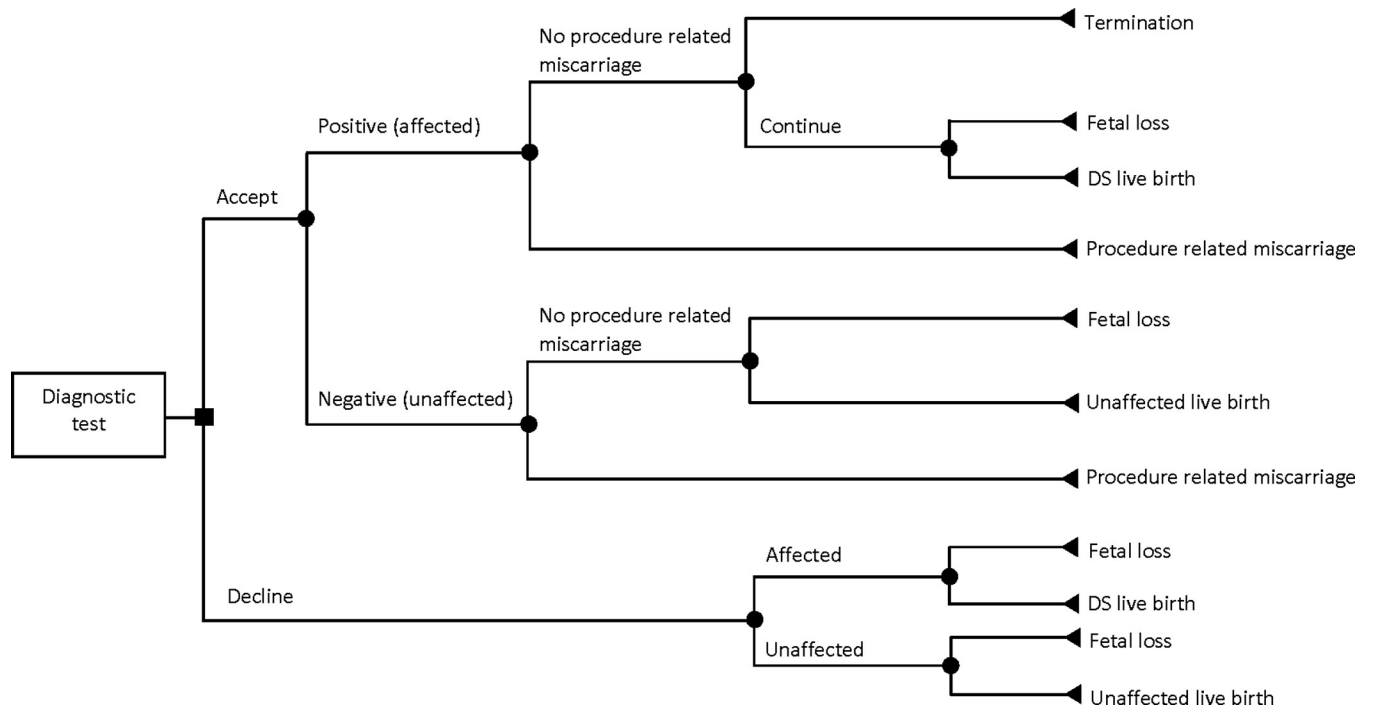 No procedure related
miscarriage
Termination
Continue
Fetal loss
Positive (affected)
DS live birth
Accept
Procedure related miscarriage
No procedure related
miscarriage
Fetal loss
Diagnostic
test
Negative (unaffected)
Unaffected live birth
Procedure related miscarriage
Affected
Fetal loss
Decline
DS live birth
Unaffected
Fetal loss
Unaffected live birth